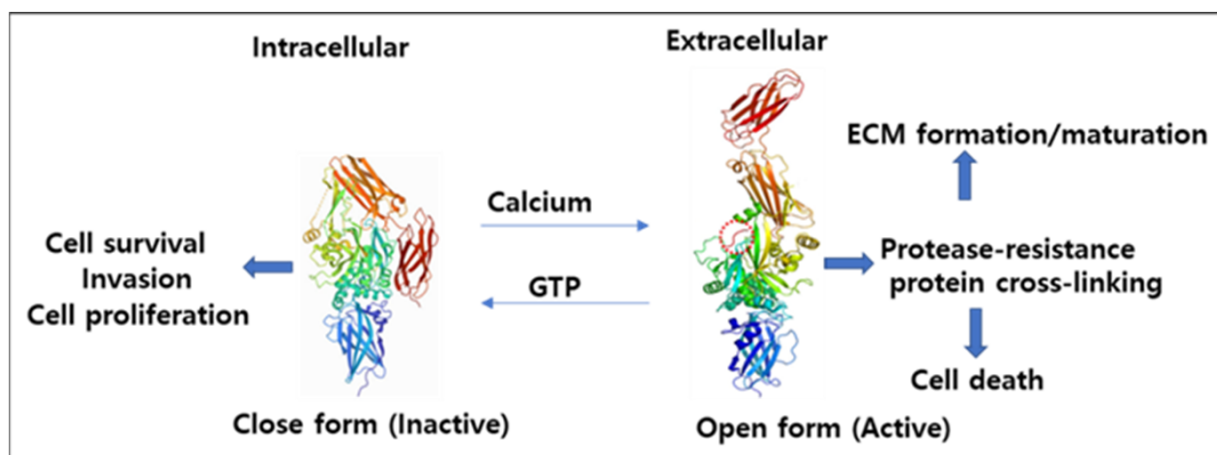 Intracellular
Extracellular
Cell survival
Invasion
Cell proliferation
Calcium
GTP
ECM formation/maturation
Protease-resistance
protein cross-linking
Cell death
Close form (Inactive)
Open form (Active)